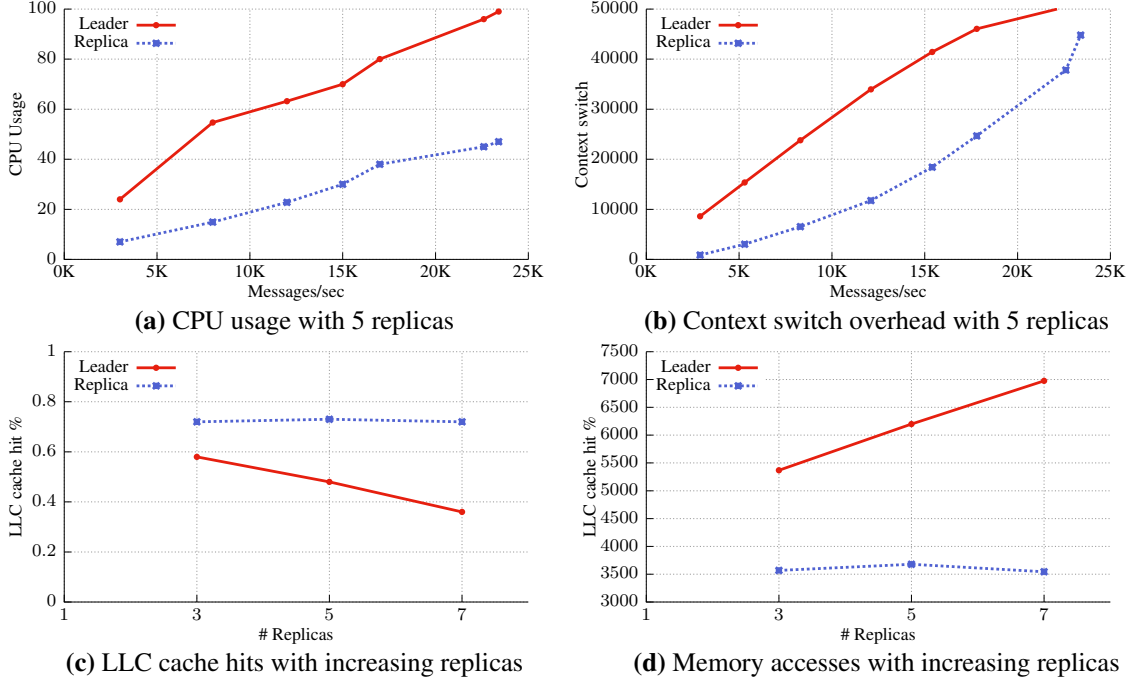 Leader
Replica
100
80
60
40
20
0
CPU Usage
0K 5K 10K 15K 20K 25K
Messages/sec
(a) CPU usage with 5 replicas
Leader
Replica
50000
40000
30000
20000
10000
0
Context switch
0K 5K 10K 15K 20K 25K
Messages/sec
(b) Context switch overhead with 5 replicas
Leader
Replica
1
0.8
0.6
0.4
0.2
0
LLC cache hit %
1 3 5 7
# Replicas
(c) LLC cache hits with increasing replicas
Leader
Replica
7500
7000
6500
6000
5500
5000
4500
4000
3500
3000
LLC cache hit %
1 3 5 7
# Replicas
(d) Memory accesses with increasing replicas